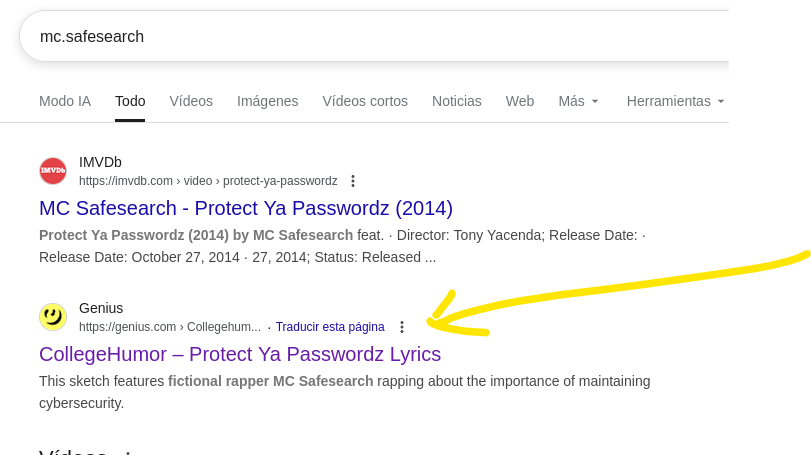 mc.safesearch
Modo IA Todo Vídeos Imágenes Vídeos cortos Noticias Web Más Herramientas
IMVDb
IMVDb
https://imvdb.com › video › protect-ya-passwordz
MC Safesearch - Protect Ya Passwordz (2014)
Protect Ya Passwordz (2014) by MC Safesearch feat. · Director: Tony Yacenda; Release Date: ·
Release Date: October 27, 2014 · 27, 2014; Status: Released ...
Genius
https://genius.com › Collegehum... · Traducir esta página
CollegeHumor – Protect Ya Passwordz Lyrics
This sketch features fictional rapper MC Safesearch rapping about the importance of maintaining
cybersecurity.
Vídeos